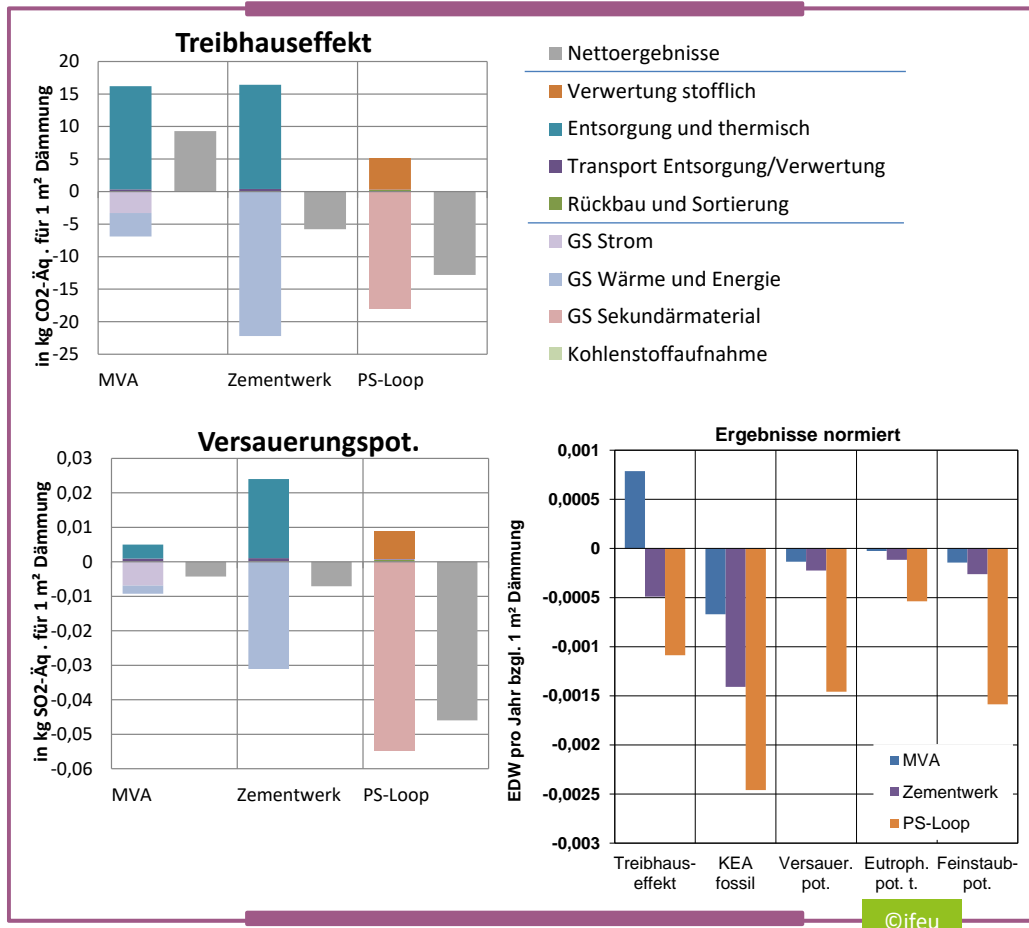 Treibhauseffekt
in kg CO2-Äq . für 1 m² Dämmung
20
15
10
5
0
-5
-10
-15
-20
-25
MVA
Zementwerk
PS-Loop
Nettoergebnisse
Verwertung stofflich
Entsorgung und thermisch
Transport Entsorgung/Verwertung
Rückbau und Sortierung
GS Strom
GS Wärme und Energie
GS Sekundärmaterial
Kohlenstoffaufnahme
Versauerungspot.
in kg SO2-Äq . für 1 m² Dämmung
0,03
0,02
0,01
0
-0,01
-0,02
-0,03
-0,04
-0,05
-0,06
MVA
Zementwerk
PS-Loop
Ergebnisse normiert
EDW pro Jahr bzgl. 1 m² Dämmung
0,001
0,0005
0
-0,0005
-0,001
-0,0015
-0,002
-0,0025
-0,003
MVA
Zementwerk
PS-Loop
Treibhaus-
effekt
KEA
fossil
Versauer.
pot.
Eutroph.
pot. t.
Feinstaub-
pot.
©ifeu